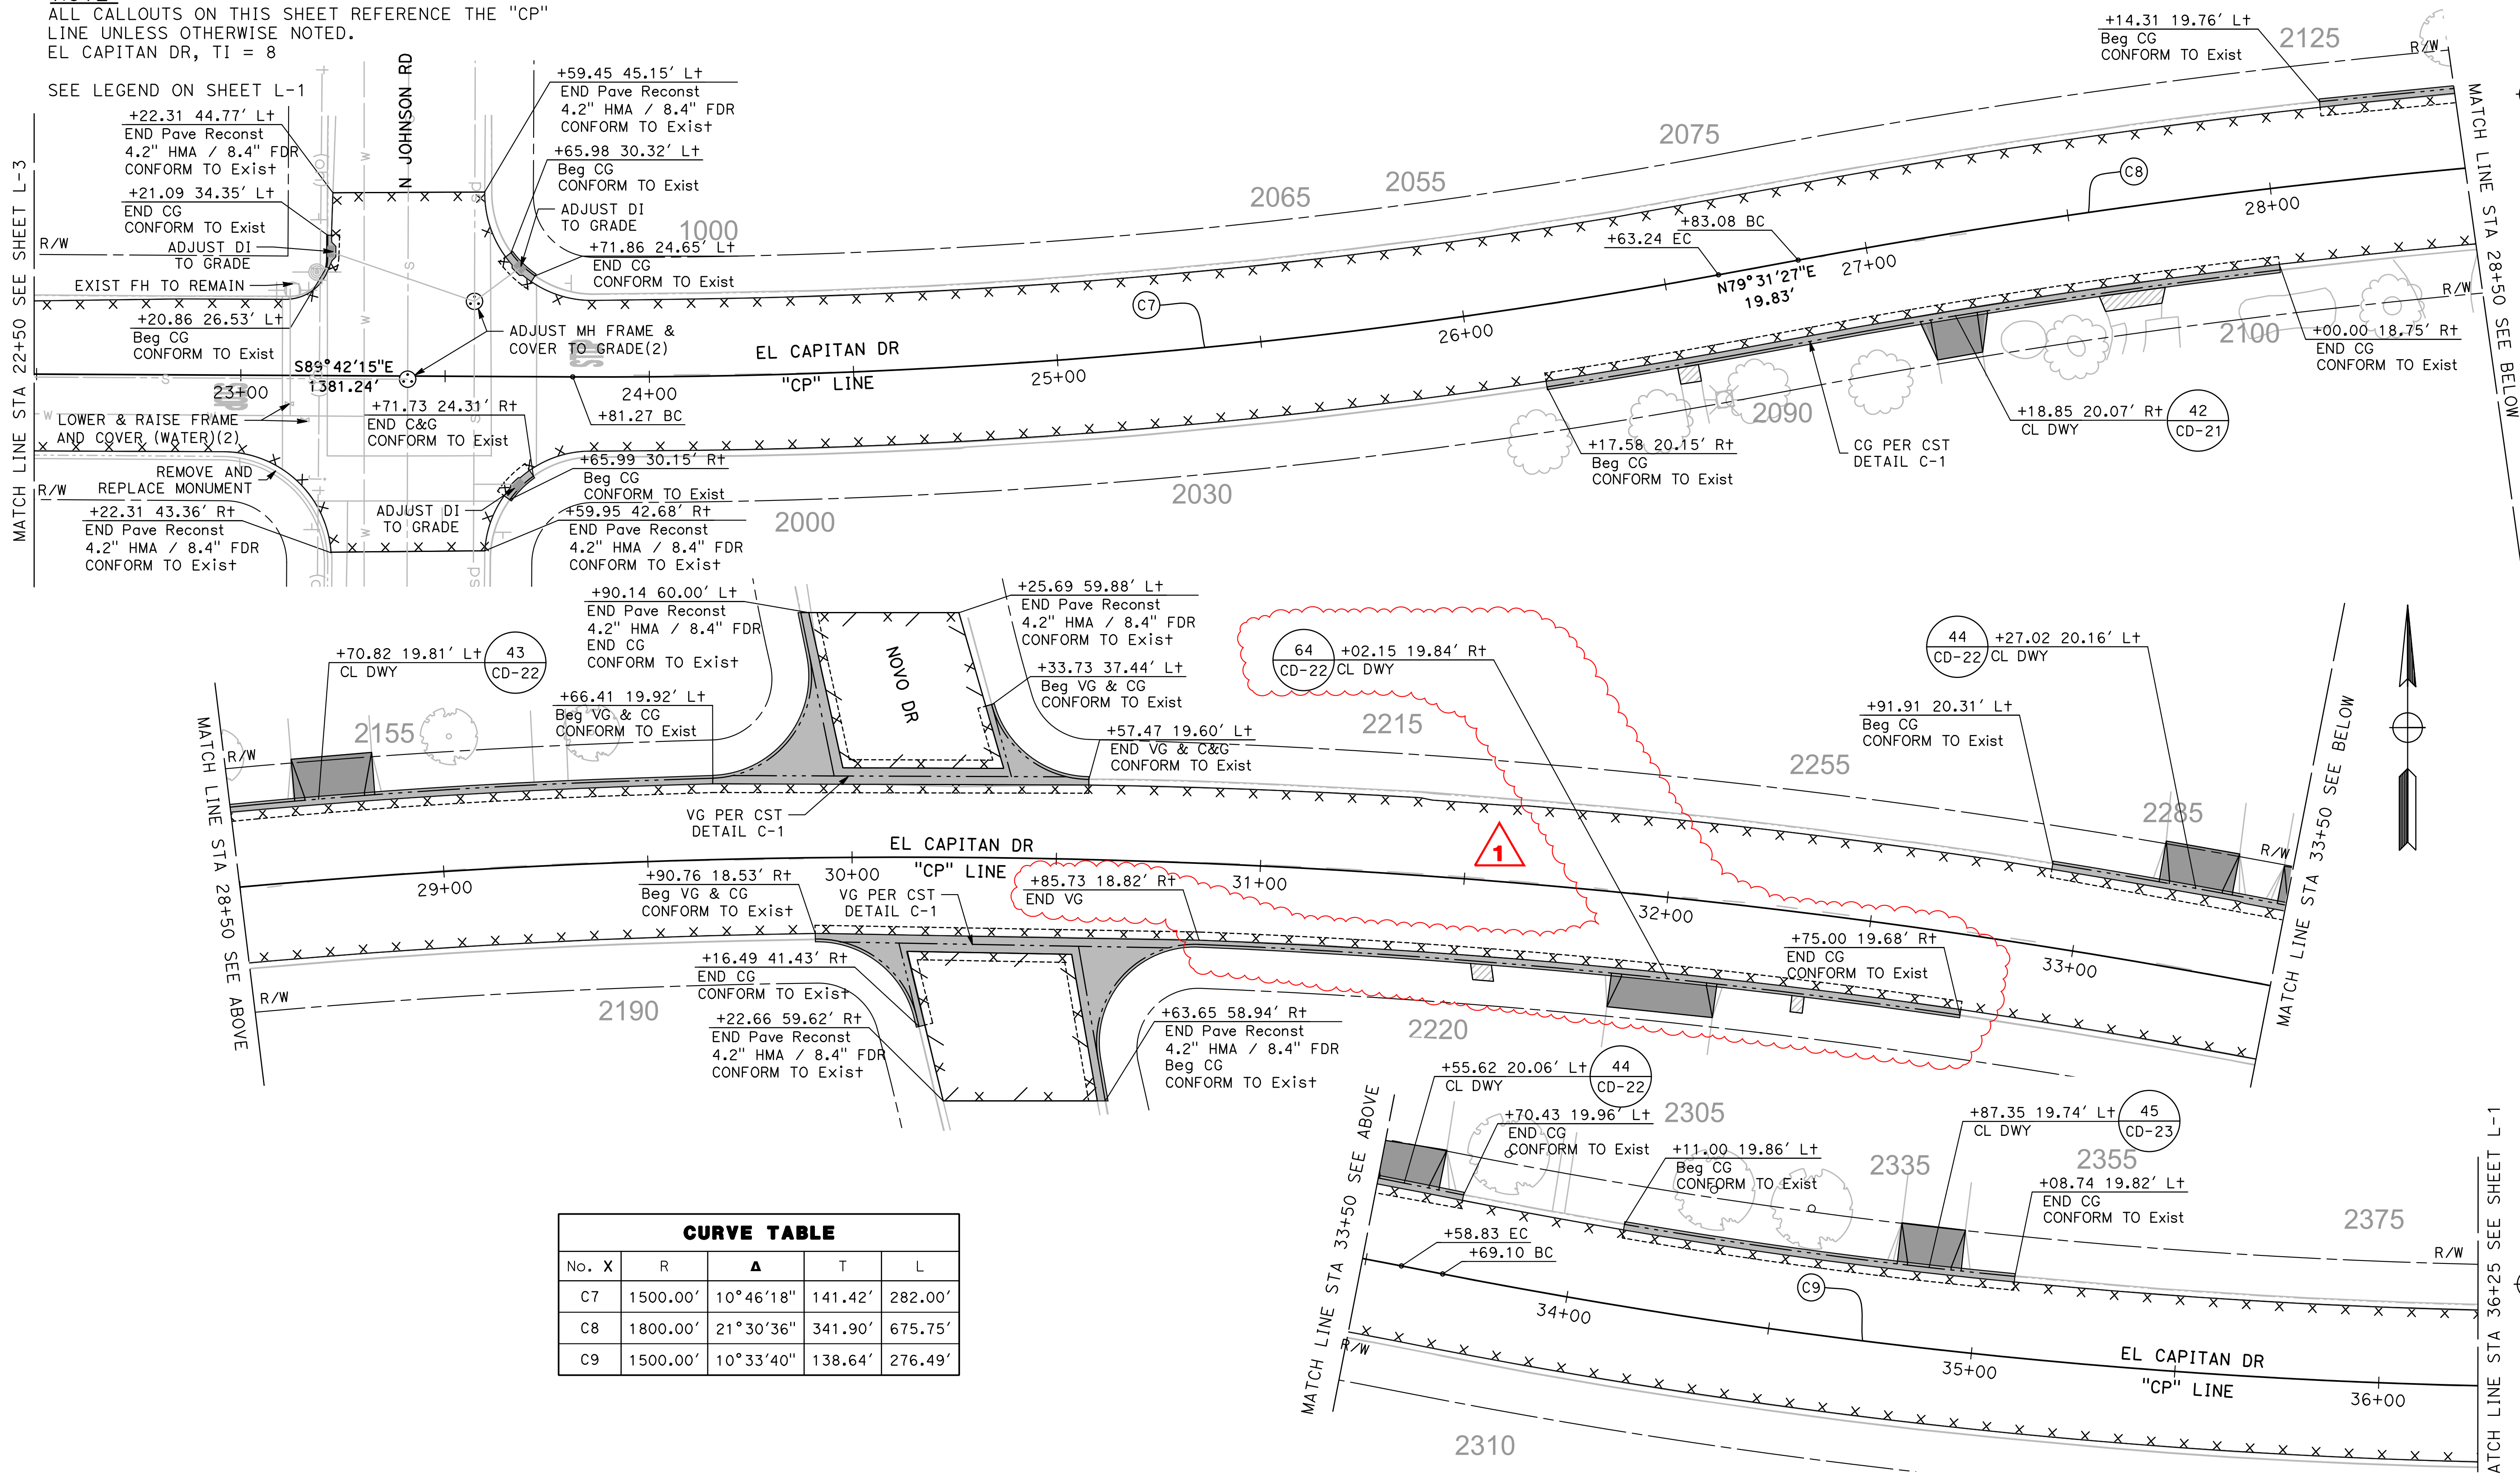 NOTE:
ALL CALLOUTS ON THIS SHEET REFERENCE THE "CP"
LINE UNLESS OTHERWISE NOTED.
EL CAPITAN DR, TI = 8
SEE LEGEND ON SHEET L-1
MATCH LINE STA 22+50 SEE SHEET L-3
+22.31 44.77' Lt
END Pave Reconst
4.2" HMA / 8.4" FDR
CONFORM TO Exist
+21.09 34.35' Lt
END CG
CONFORM TO Exist
R/W
ADJUST DI
TO GRADE
EXIST FH TO REMAIN
+20.86 26.53' Lt
Beg CG
CONFORM TO Exist
N JOHNSON RD
+59.45 45.15' Lt
END Pave Reconst
4.2" HMA / 8.4" FDR
CONFORM TO Exist
+65.98 30.32' Lt
Beg CG
CONFORM TO Exist
ADJUST DI
TO GRADE
1000
+71.86 24.65' Lt
END CG
CONFORM TO Exist
ADJUST MH FRAME &
COVER TO GRADE(2)
S89°42'15"E
1381.24'
23+00
24+00
25+00
26+00
27+00
28+00
EL CAPITAN DR
"CP" LINE
+81.27 BC
LOWER & RAISE FRAME
AND COVER (WATER)(2)
REMOVE AND
REPLACE MONUMENT
R/W
+22.31 43.36' Rt
END Pave Reconst
4.2" HMA / 8.4" FDR
CONFORM TO Exist
+71.73 24.31' Rt
END C&G
CONFORM TO Exist
+65.99 30.15' Rt
Beg CG
CONFORM TO Exist
ADJUST DI
TO GRADE
+59.95 42.68' Rt
END Pave Reconst
4.2" HMA / 8.4" FDR
CONFORM TO Exist
2000
2030
2065
2055
2075
C7
+63.24 EC
+83.08 BC
N79°31'27"E
19.83'
C8
+14.31 19.76' Lt
Beg CG
CONFORM TO Exist
2125
R/W
MATCH LINE STA 28+50 SEE BELOW
+17.58 20.15' Rt
Beg CG
CONFORM TO Exist
2090
CG PER CST
DETAIL C-1
+18.85 20.07' Rt
CL DWY
42
CD-21
2100
R/W
+00.00 18.75' Rt
END CG
CONFORM TO Exist
MATCH LINE STA 28+50 SEE ABOVE
+70.82 19.81' Lt
CL DWY
43
CD-22
2155
R/W
+90.14 60.00' Lt
END Pave Reconst
4.2" HMA / 8.4" FDR
END CG
CONFORM TO Exist
+66.41 19.92' Lt
Beg VG & CG
CONFORM TO Exist
NOVO DR
+25.69 59.88' Lt
END Pave Reconst
4.2" HMA / 8.4" FDR
CONFORM TO Exist
+33.73 37.44' Lt
Beg VG & CG
CONFORM TO Exist
+57.47 19.60' Lt
END VG & C&G
CONFORM TO Exist
VG PER CST
DETAIL C-1
64
CD-22
+02.15 19.84' Rt
CL DWY
2215
1
44
CD-22
+27.02 20.16' Lt
CL DWY
+91.91 20.31' Lt
Beg CG
CONFORM TO Exist
2255
2285
R/W
MATCH LINE STA 33+50 SEE BELOW
29+00
30+00
31+00
32+00
33+00
EL CAPITAN DR
"CP" LINE
+90.76 18.53' Rt
Beg VG & CG
CONFORM TO Exist
VG PER CST
DETAIL C-1
+85.73 18.82' Rt
END VG
+75.00 19.68' Rt
END CG
CONFORM TO Exist
R/W
2190
+16.49 41.43' Rt
END CG
CONFORM TO Exist
+22.66 59.62' Rt
END Pave Reconst
4.2" HMA / 8.4" FDR
CONFORM TO Exist
+63.65 58.94' Rt
END Pave Reconst
4.2" HMA / 8.4" FDR
Beg CG
CONFORM TO Exist
2220
MATCH LINE STA 33+50 SEE ABOVE
+55.62 20.06' Lt
CL DWY
44
CD-22
+70.43 19.96' Lt
END CG
CONFORM TO Exist
2305
+11.00 19.86' Lt
Beg CG
CONFORM TO Exist
+87.35 19.74' Lt
CL DWY
45
CD-23
2335
2355
+08.74 19.82' Lt
END CG
CONFORM TO Exist
2375
R/W
MATCH LINE STA 36+25 SEE SHEET L-1
+58.83 EC
+69.10 BC
34+00
35+00
36+00
C9
EL CAPITAN DR
"CP" LINE
R/W
2310
CURVE TABLE
No. X R Δ T L
C7 1500.00' 10°46'18" 141.42' 282.00'
C8 1800.00' 21°30'36" 341.90' 675.75'
C9 1500.00' 10°33'40" 138.64' 276.49'